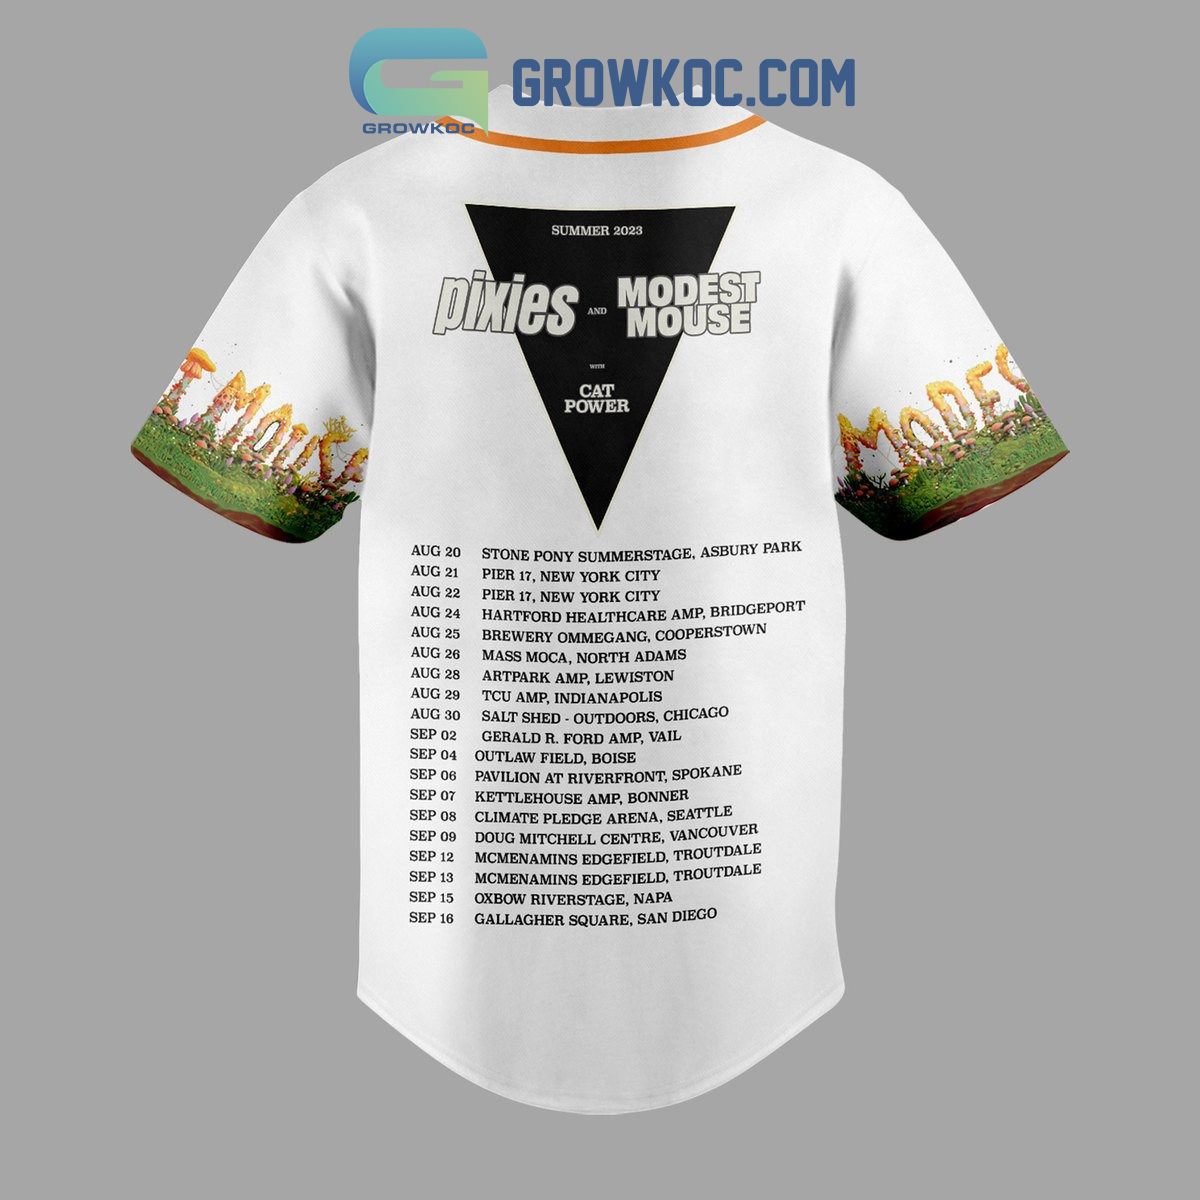 GROWKOC
GROWKOC.COM
SUMMER 2023
pixies
AND
MODEST
MOUSE
WITH
CAT
POWER
T MOUSE
MODES
AUG 20 STONE PONY SUMMERSTAGE, ASBURY PARK
AUG 21 PIER 17, NEW YORK CITY
AUG 22 PIER 17, NEW YORK CITY
AUG 24 HARTFORD HEALTHCARE AMP, BRIDGEPORT
AUG 25 BREWERY OMMEGANG, COOPERSTOWN
AUG 26 MASS MOCA, NORTH ADAMS
AUG 28 ARTPARK AMP, LEWISTON
AUG 29 TCU AMP, INDIANAPOLIS
AUG 30 SALT SHED - OUTDOORS, CHICAGO
SEP 02 GERALD R. FORD AMP, VAIL
SEP 04 OUTLAW FIELD, BOISE
SEP 06 PAVILION AT RIVERFRONT, SPOKANE
SEP 07 KETTLEHOUSE AMP, BONNER
SEP 08 CLIMATE PLEDGE ARENA, SEATTLE
SEP 09 DOUG MITCHELL CENTRE, VANCOUVER
SEP 12 MCMENAMINS EDGEFIELD, TROUTDALE
SEP 13 MCMENAMINS EDGEFIELD, TROUTDALE
SEP 15 OXBOW RIVERSTAGE, NAPA
SEP 16 GALLAGHER SQUARE, SAN DIEGO